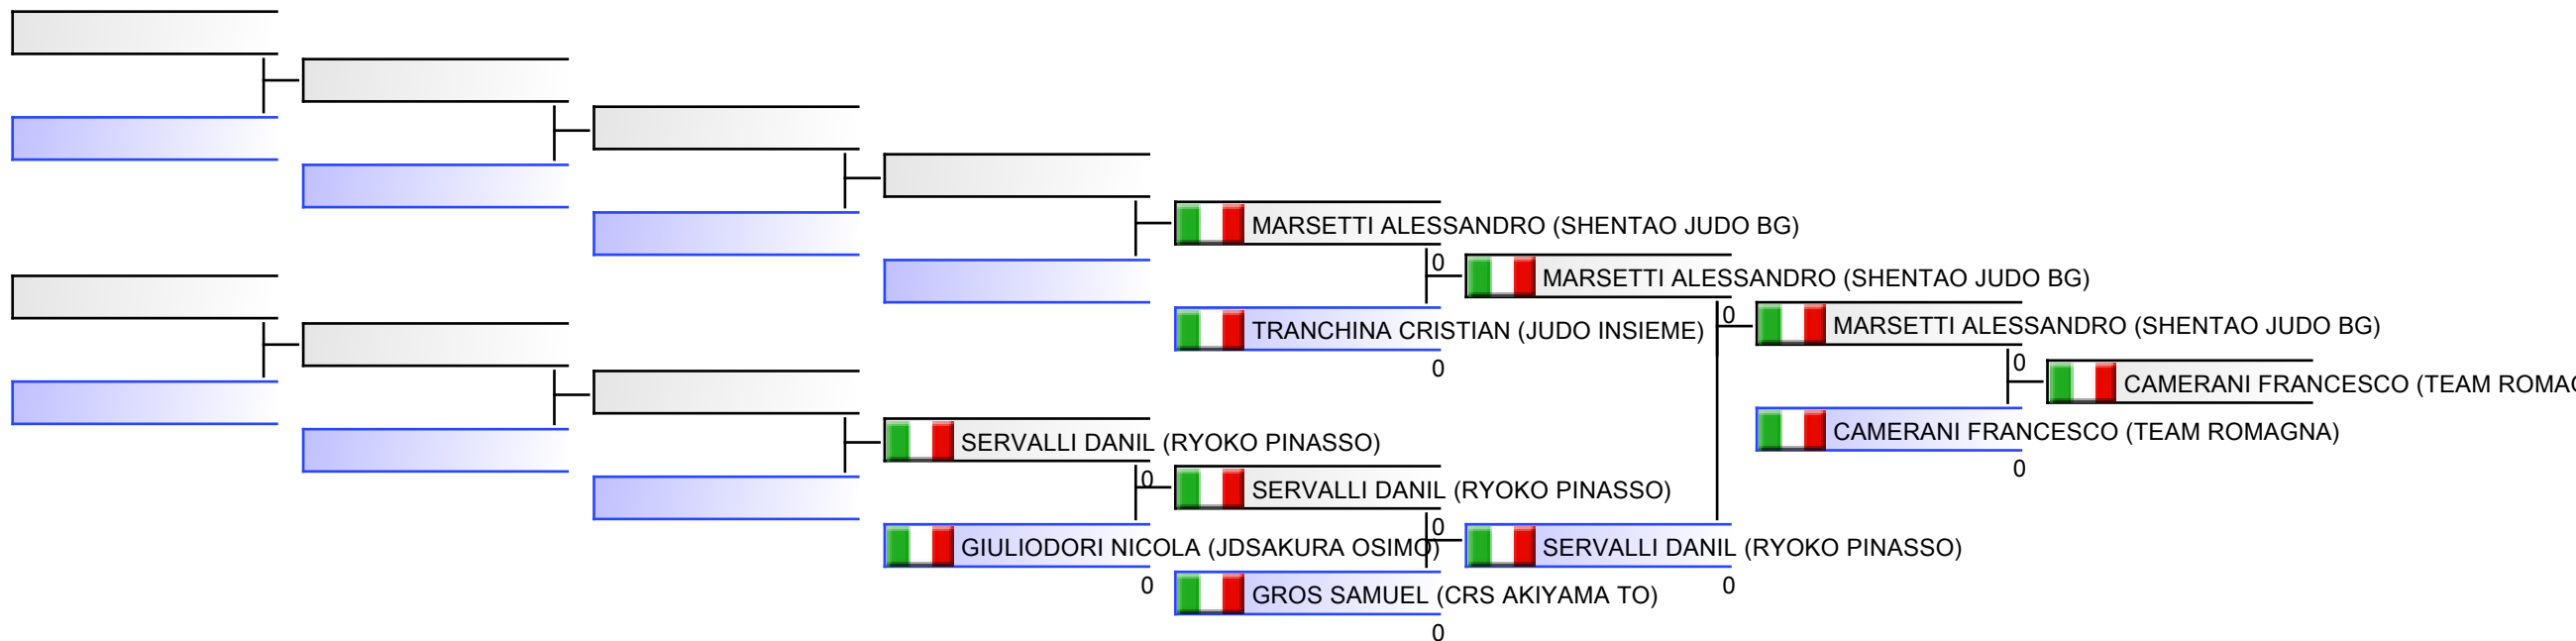 MARSETTI ALESSANDRO (SHENTAO JUDO BG)
0
MARSETTI ALESSANDRO (SHENTAO JUDO BG)
0
MARSETTI ALESSANDRO (SHENTAO JUDO BG)
TRANCHINA CRISTIAN (JUDO INSIEME)
0
0
CAMERANI FRANCESCO (TEAM ROMAG
CAMERANI FRANCESCO (TEAM ROMAGNA)
0
SERVALLI DANIL (RYOKO PINASSO)
0
SERVALLI DANIL (RYOKO PINASSO)
0
GIULIODORI NICOLA (JDSAKURA OSIMO)
0
SERVALLI DANIL (RYOKO PINASSO)
0
GROS SAMUEL (CRS AKIYAMA TO)
0